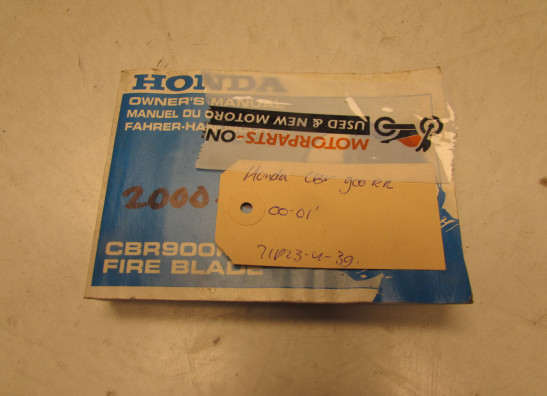 HONDA
OWNER'S MANUAL
MANUEL DU
FAHRER-HA
MOTORPARTS-ON
USED & NEW MOTORC
2000
Honda CBR 900 RR
00-01'
CBR900
FIRE BLADE